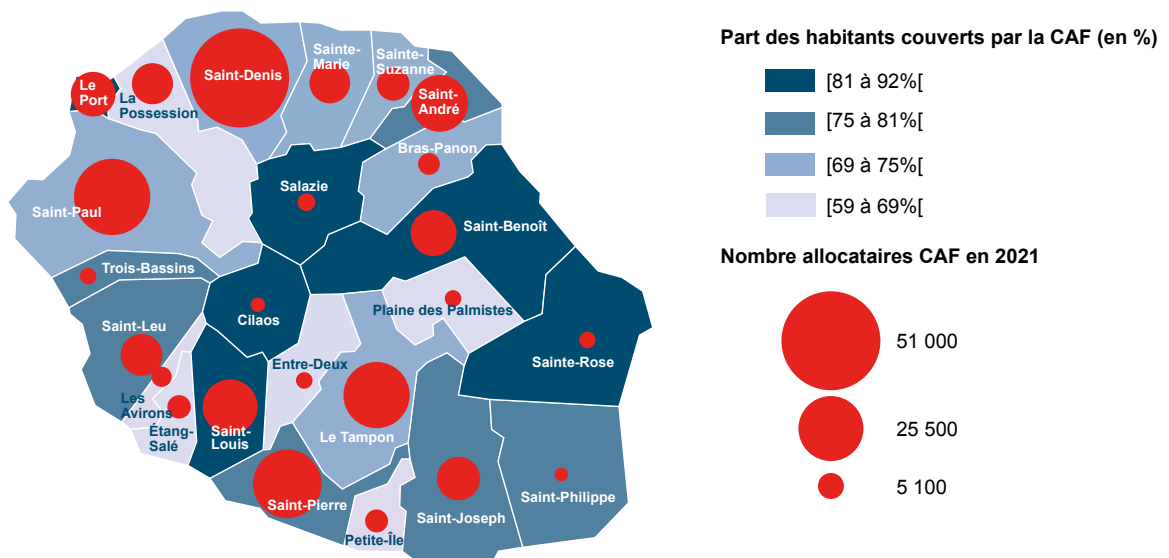 Saint-Denis
Sainte-
Marie
Sainte-
Suzanne
Le
Port
La
Possession
Saint-
André
Bras-Panon
Salazie
Saint-Paul
Saint-Benoît
Trois-Bassins
Plaine des Palmistes
Cilaos
Saint-Leu
Sainte-Rose
Entre-Deux
Les
Avirons
Étang-
Salé
Saint-
Louis
Le Tampon
Saint-Pierre
Saint-Joseph
Saint-Philippe
Petite-Île
Part des habitants couverts par la CAF (en %)
[81 à 92%[
[75 à 81%[
[69 à 75%[
[59 à 69%[
Nombre allocataires CAF en 2021
51 000
25 500
5 100